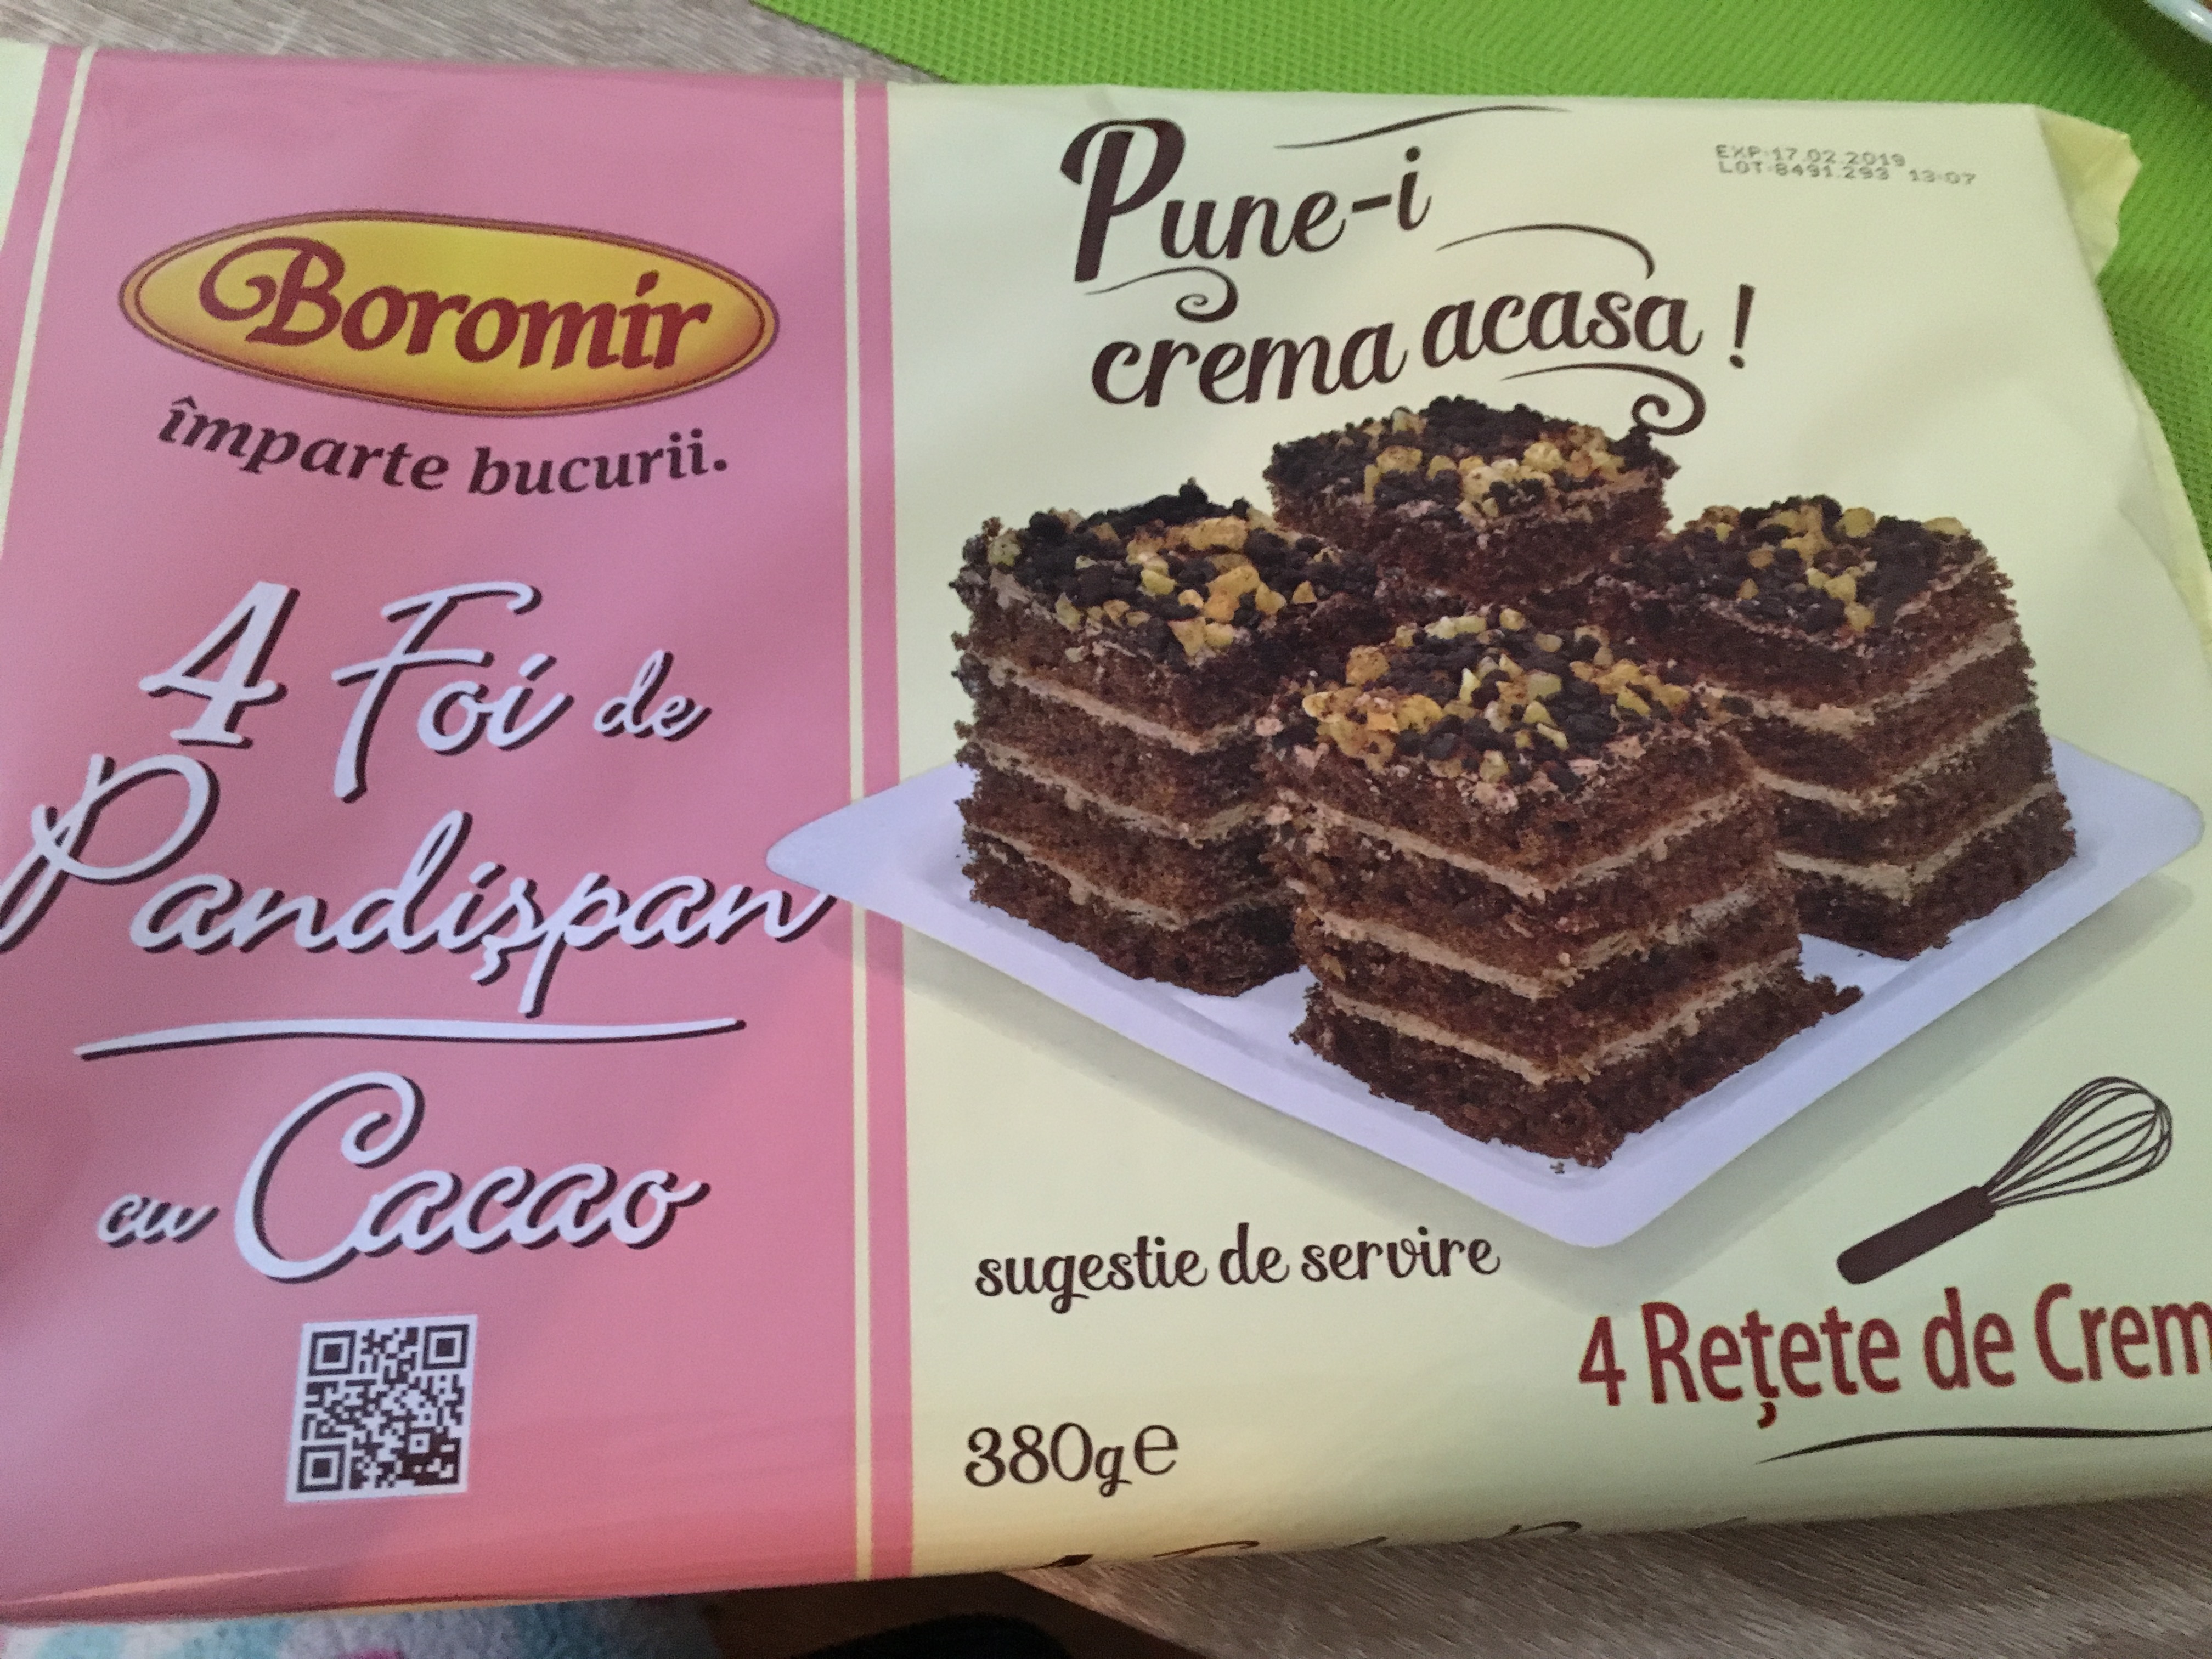 Boromir
împarte bucurii.
4 Foi de
Pandişpan
cu Cacao
Pune-i
crema acasa !
EXP:17.02.2019
LOT:8491.293 13:07
sugestie de servire
4 Reţete de Crem
380g e